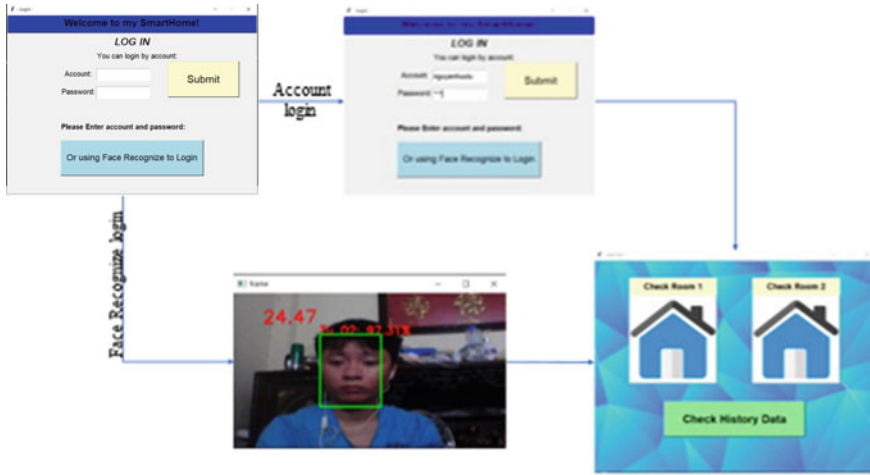 Login
Welcome to my SmartHome!
LOG IN
You can login by account:
Account:
Password:
Submit
Please Enter account and password:
Or using Face Recognize to Login
Account
login
LOG IN
You can login by account:
Account:
Password:
Submit
Please Enter account and password:
Or using Face Recognize to Login
Face Recognize login
frame
24.47
97.31%
Check Room 1
Check Room 2
Check History Data